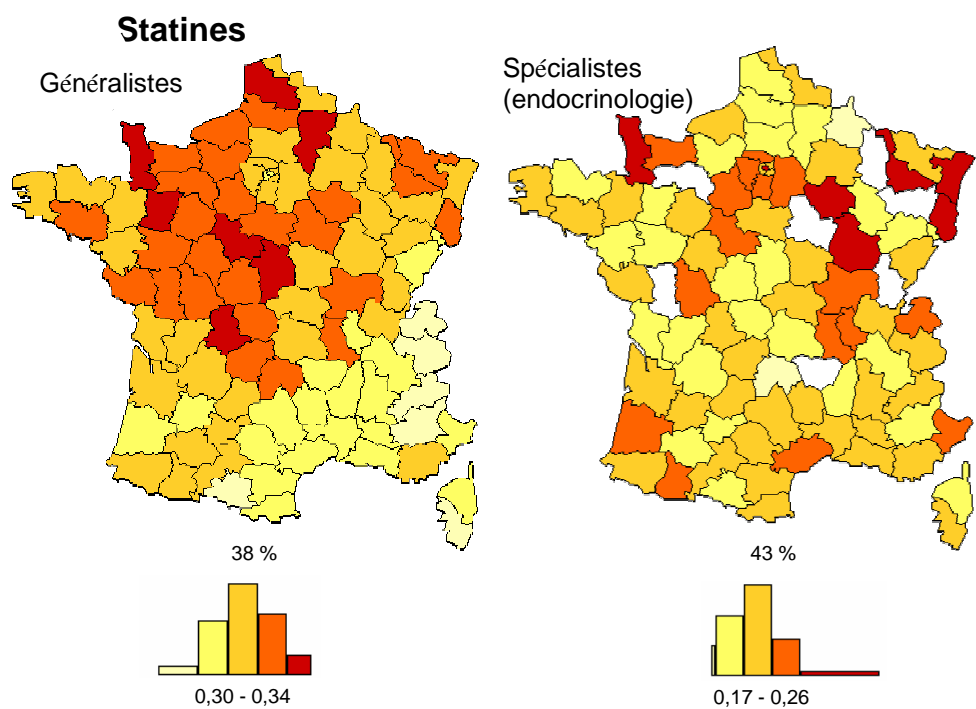 Statines
Généralistes
Spécialistes
(endocrinologie)
38 %
43 %
0,30 - 0,34
0,17 - 0,26